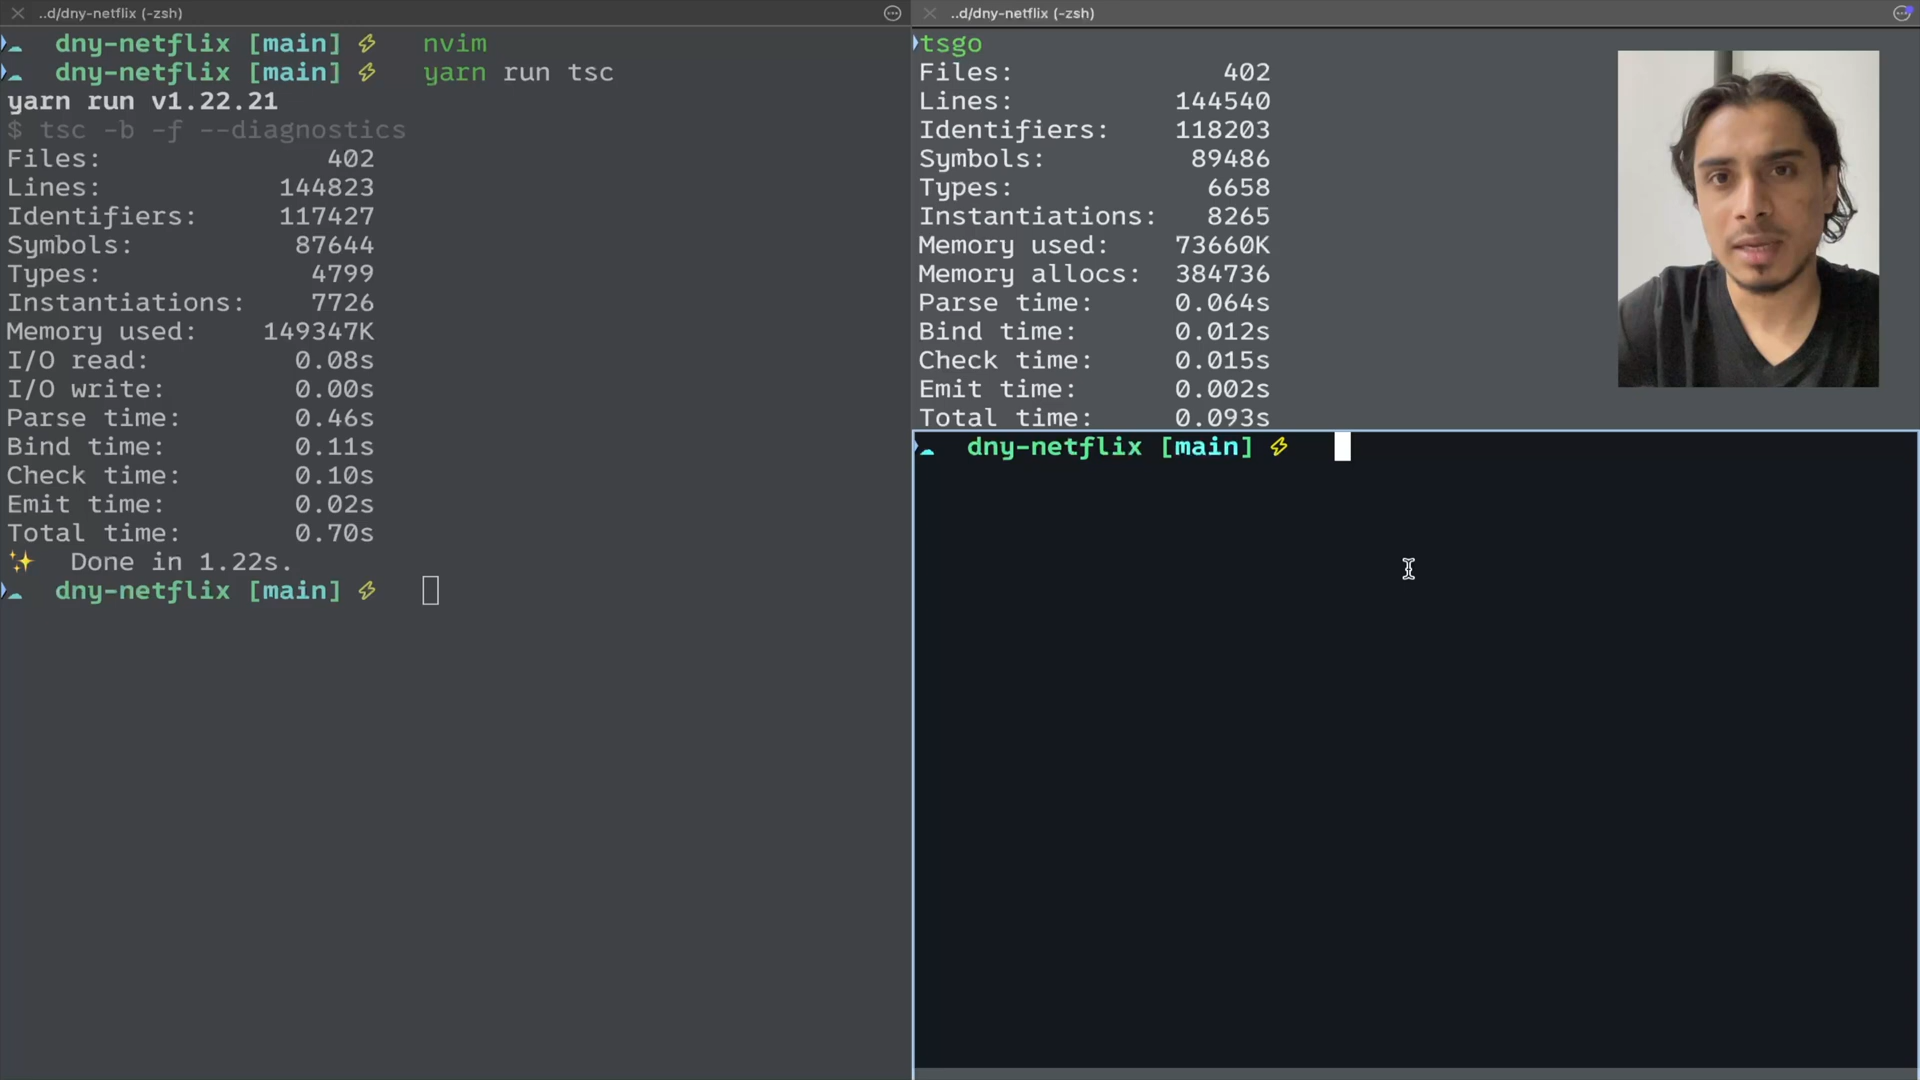 ..d/dny-netflix (-zsh)
dny-netflix [main] ⚡ nvim
dny-netflix [main] ⚡ yarn run tsc
yarn run v1.22.21
$ tsc -b -f --diagnostics
Files: 402
Lines: 144823
Identifiers: 117427
Symbols: 87644
Types: 4799
Instantiations: 7726
Memory used: 149347K
I/O read: 0.08s
I/O write: 0.00s
Parse time: 0.46s
Bind time: 0.11s
Check time: 0.10s
Emit time: 0.02s
Total time: 0.70s
✨ Done in 1.22s.
dny-netflix [main] ⚡
..d/dny-netflix (-zsh)
tsgo
Files: 402
Lines: 144540
Identifiers: 118203
Symbols: 89486
Types: 6658
Instantiations: 8265
Memory used: 73660K
Memory allocs: 384736
Parse time: 0.064s
Bind time: 0.012s
Check time: 0.015s
Emit time: 0.002s
Total time: 0.093s
dny-netflix [main] ⚡